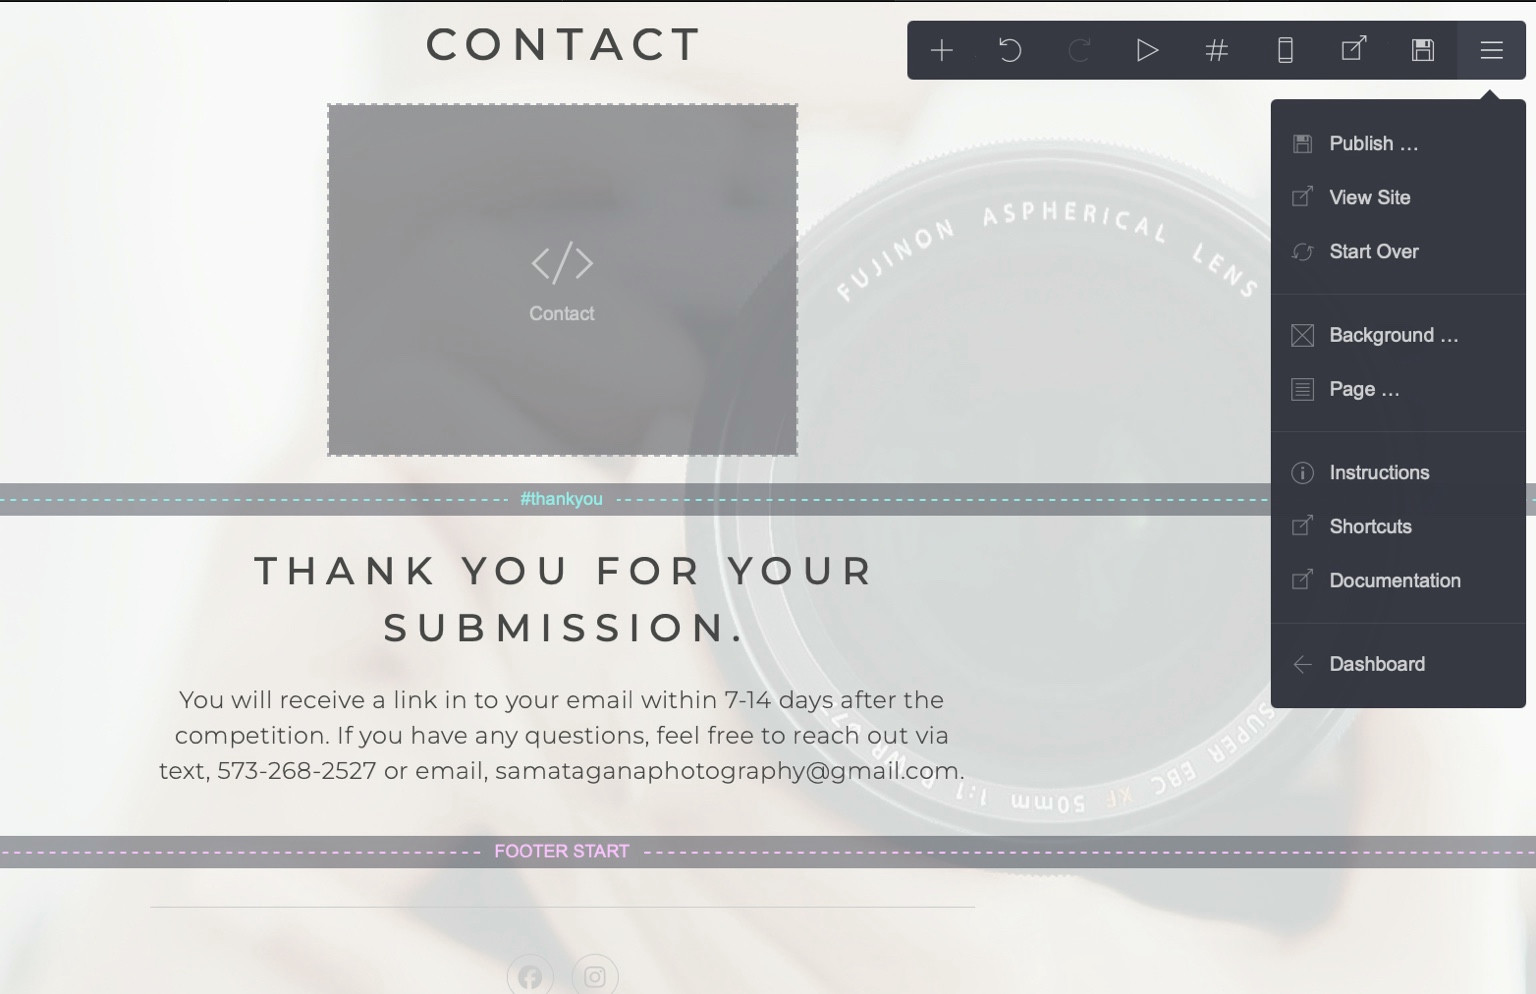 CONTACT
Publish ...
View Site
Start Over
Background ...
Page ...
Instructions
Shortcuts
Documentation
Dashboard
</>
Contact
FUJINON ASPHERICAL LENS
#thankyou
THANK YOU FOR YOUR
SUBMISSION.
You will receive a link in to your email within 7-14 days after the
competition. If you have any questions, feel free to reach out via
text, 573-268-2527 or email, samataganaphotography@gmail.com.
SUPER EBC XF 50mm 1:1
FOOTER START